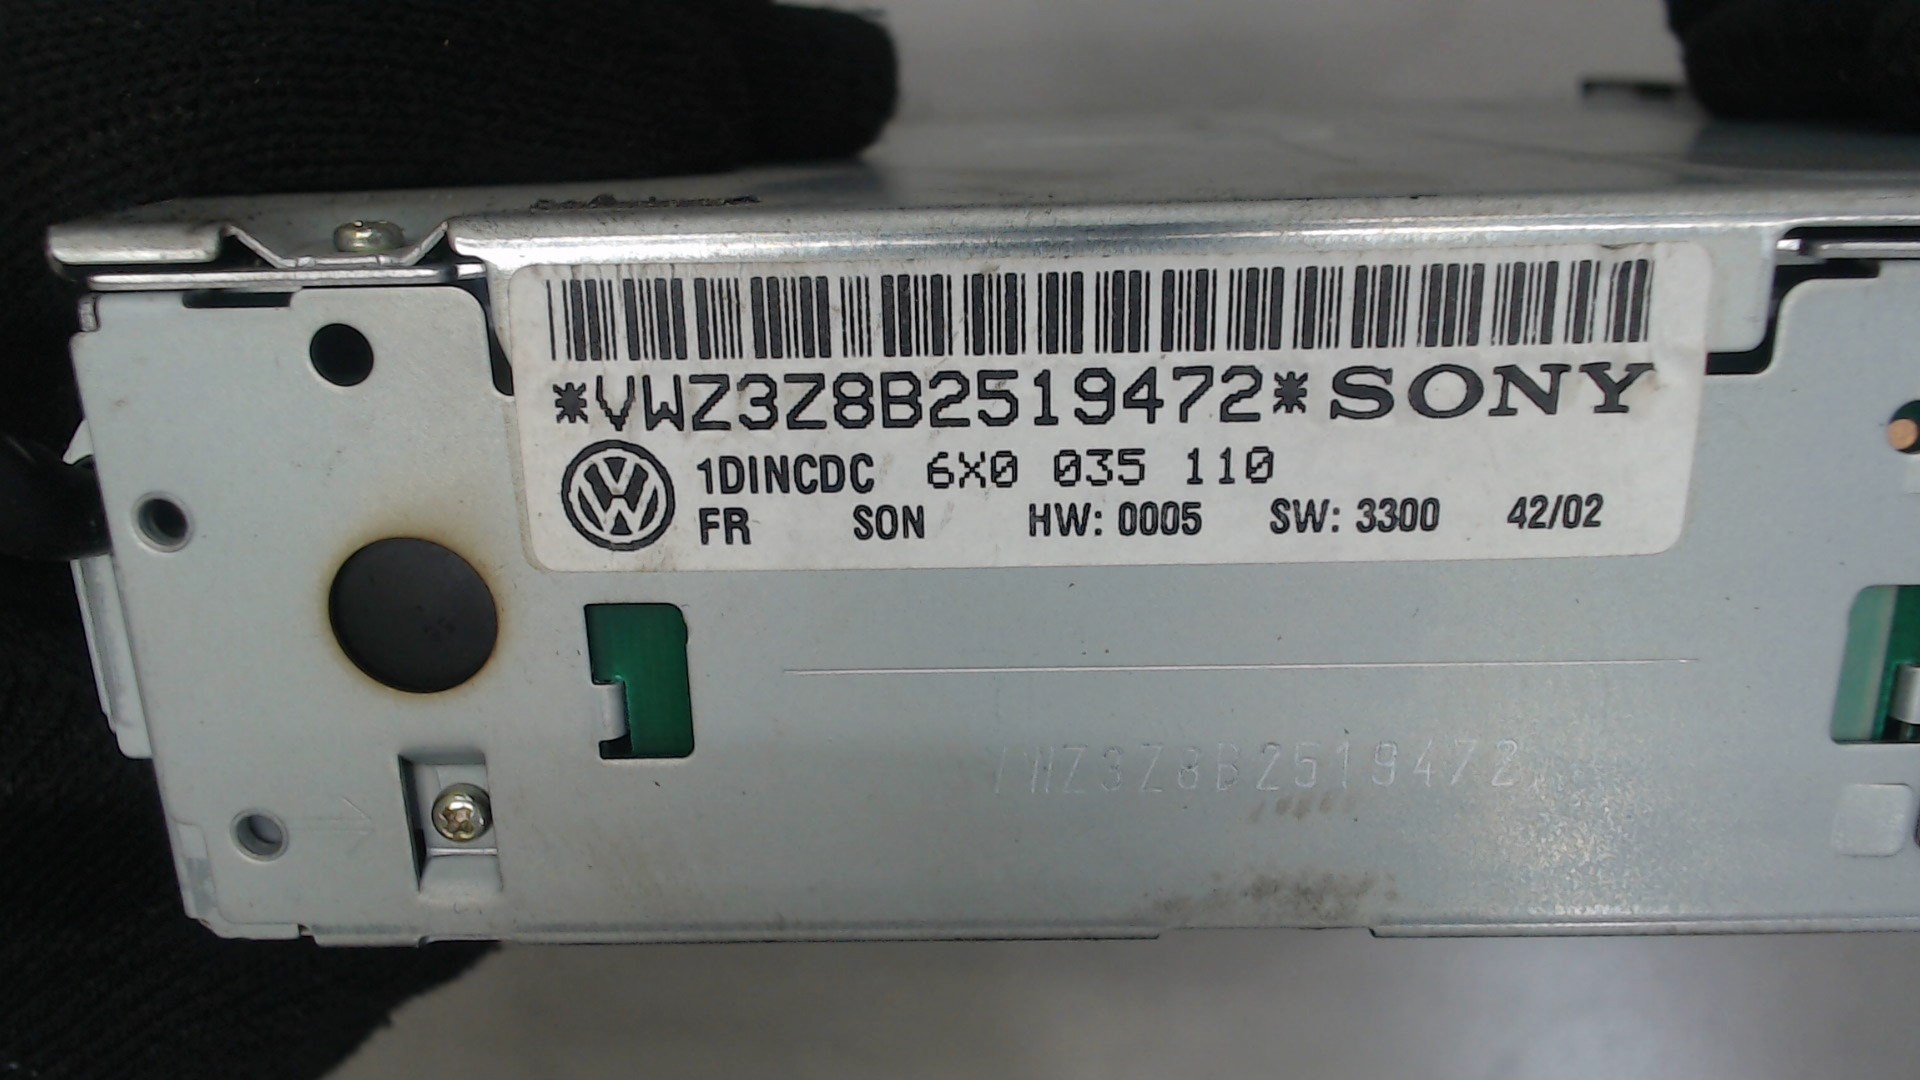 *VWZ3Z8B2519472* SONY
1DINCDC 6X0 035 110
FR SON HW: 0005 SW: 3300 42/02
VWZ3Z8B2519472